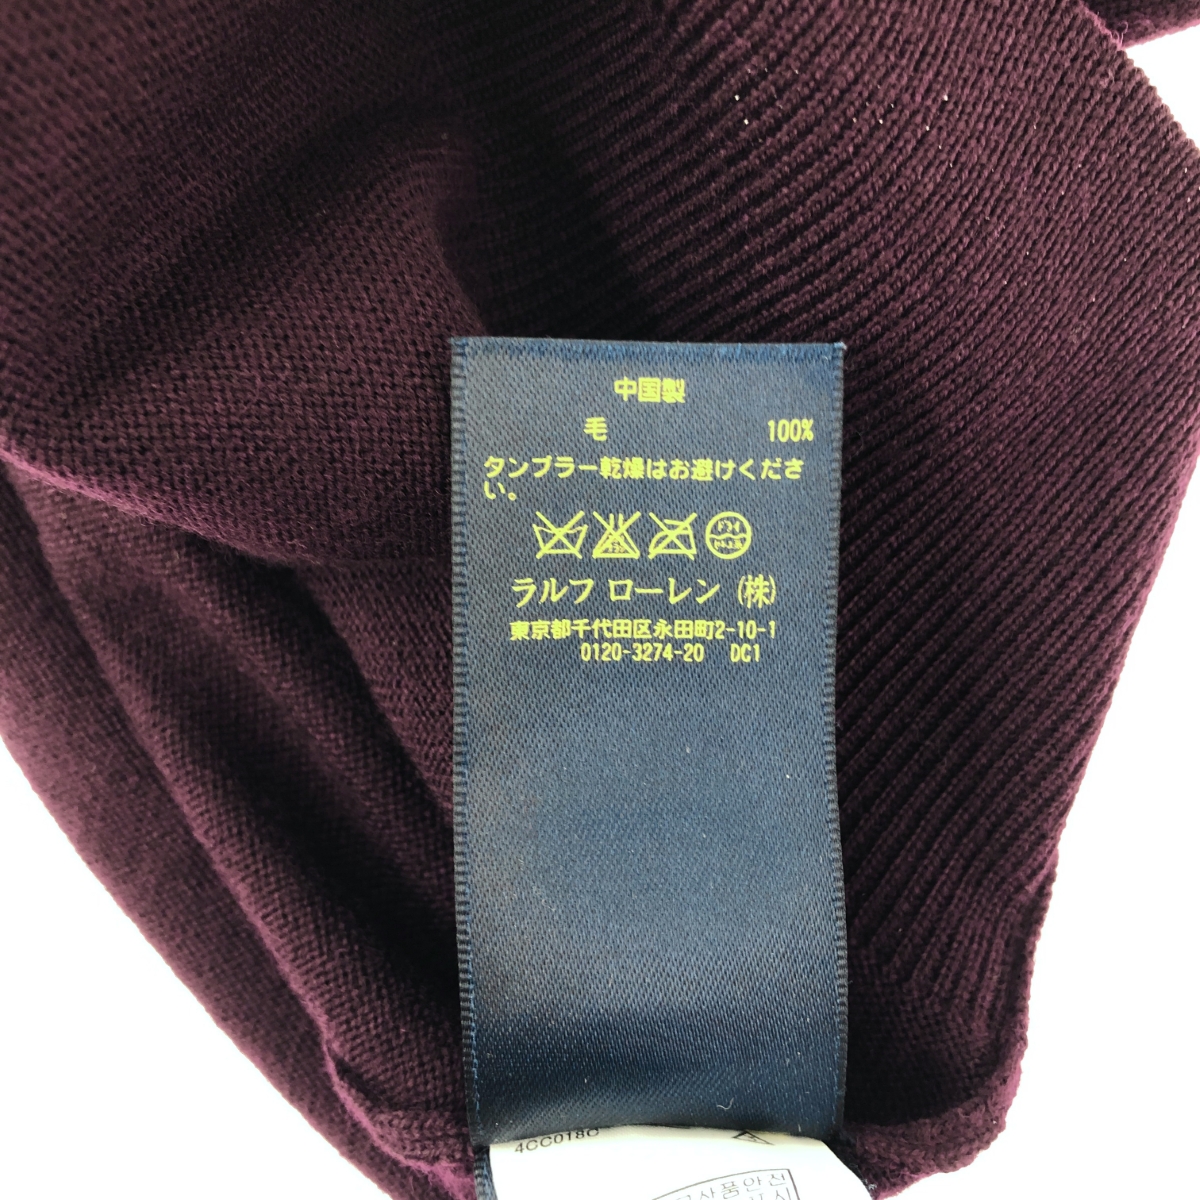 中国製
毛 100%
タンブラー乾燥はお避けくださ
い。
ラルフ ローレン (株)
東京都千代田区永田町2-10-1
0120-3274-20 DC1
4CC018C